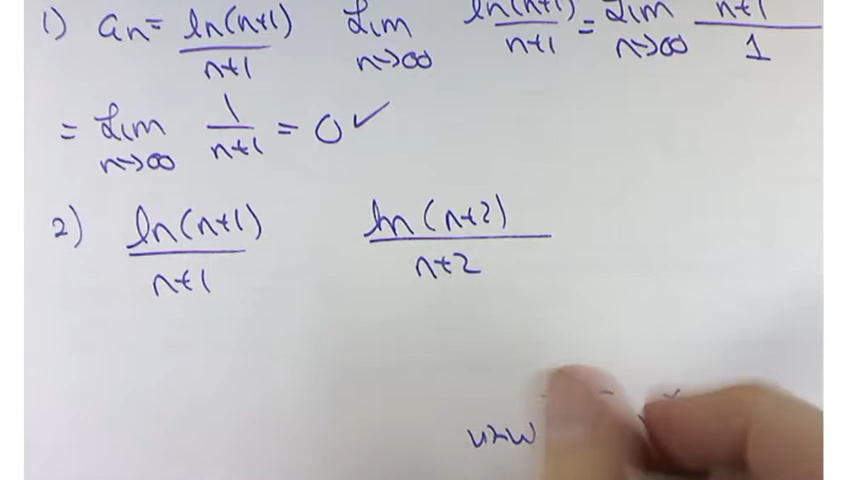 1) an = ln(n+1)/n+1 Lim n→∞ ln(n+1)/n+1 = Lim n→∞ n+1/1
= Lim n→∞ 1/n+1 = 0 ✓
2) ln(n+1)/n+1 ln(n+2)/n+2